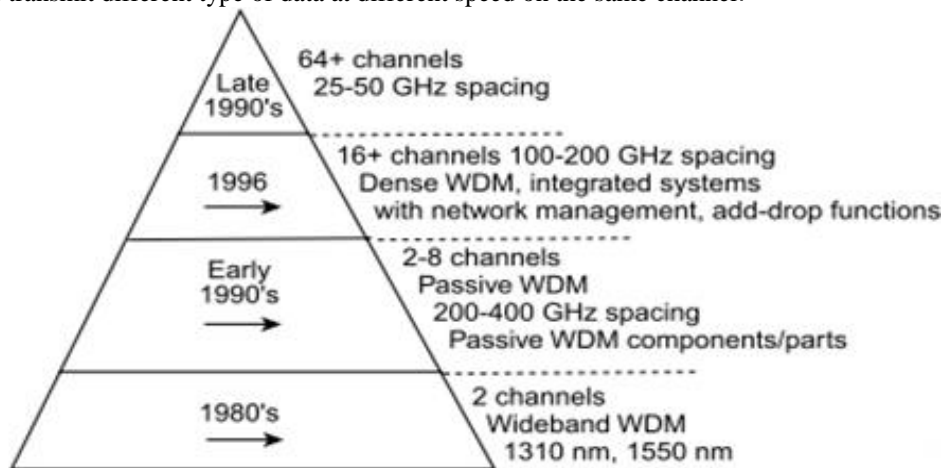 transmit different type of data at different speed on the same channel.
Late
1990's
64+ channels
25-50 GHz spacing
1996
16+ channels 100-200 GHz spacing
Dense WDM, integrated systems
with network management, add-drop functions
Early
1990's
2-8 channels
Passive WDM
200-400 GHz spacing
Passive WDM components/parts
1980's
2 channels
Wideband WDM
1310 nm, 1550 nm